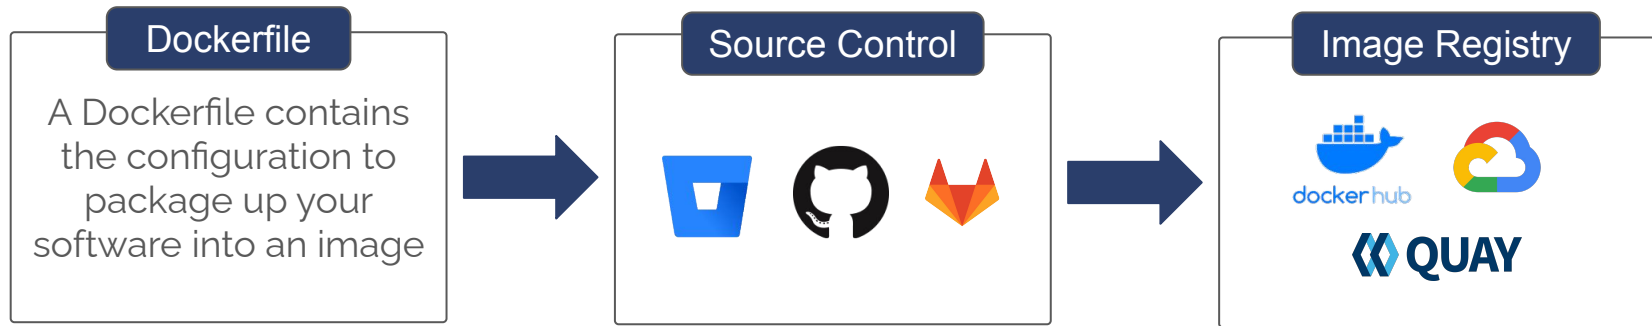 Dockerfile
A Dockerfile contains
the configuration to
package up your
software into an image
Source Control
Image Registry
dockerhub
QUAY